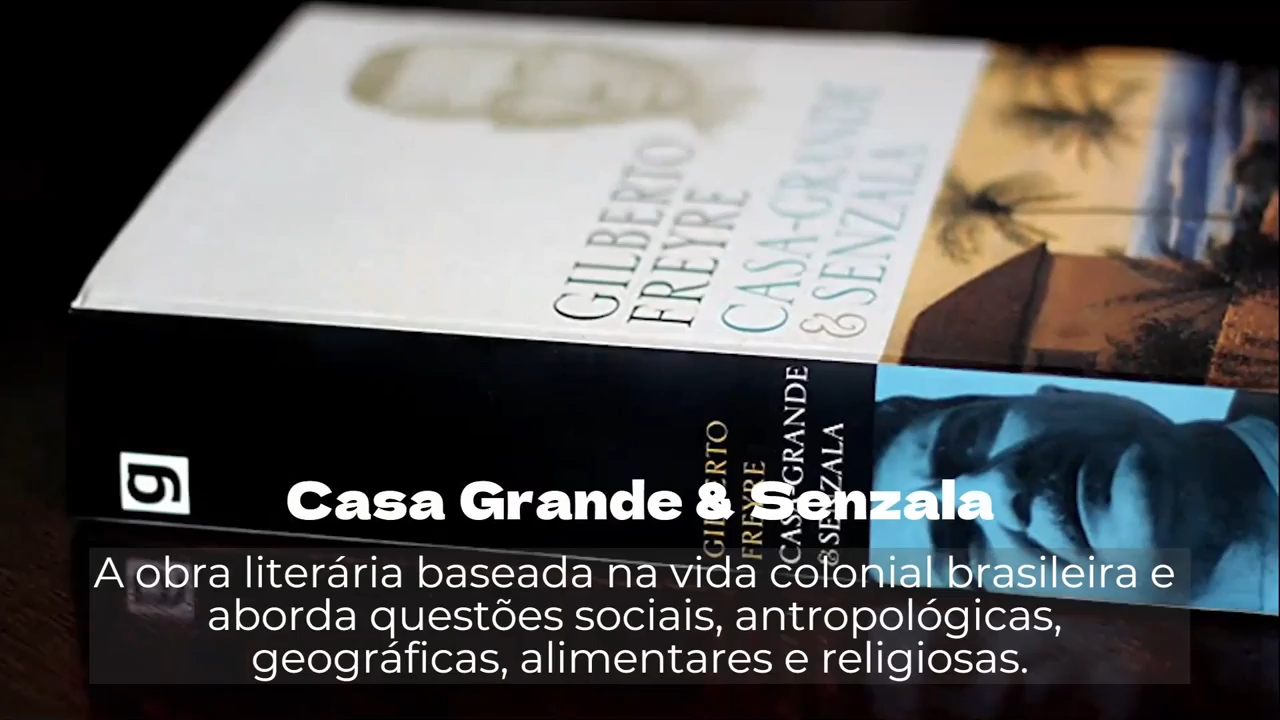 GILBERTO
FREYRE
CASA-GRANDE
& SENZALA
GILBERTO
FREYRE
CASA-GRANDE
& SENZALA
g
Casa Grande & Senzala
A obra literária baseada na vida colonial brasileira e
aborda questões sociais, antropológicas,
geográficas, alimentares e religiosas.